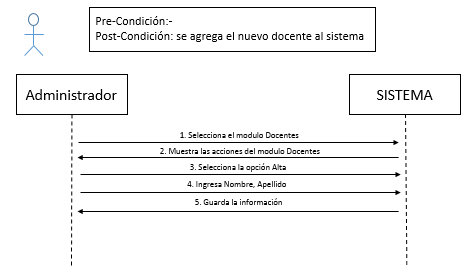 Pre-Condición:-
Post-Condición: se agrega el nuevo docente al sistema
Administrador
SISTEMA
1. Selecciona el modulo Docentes
2. Muestra las acciones del modulo Docentes
3. Selecciona la opción Alta
4. Ingresa Nombre, Apellido
5. Guarda la información